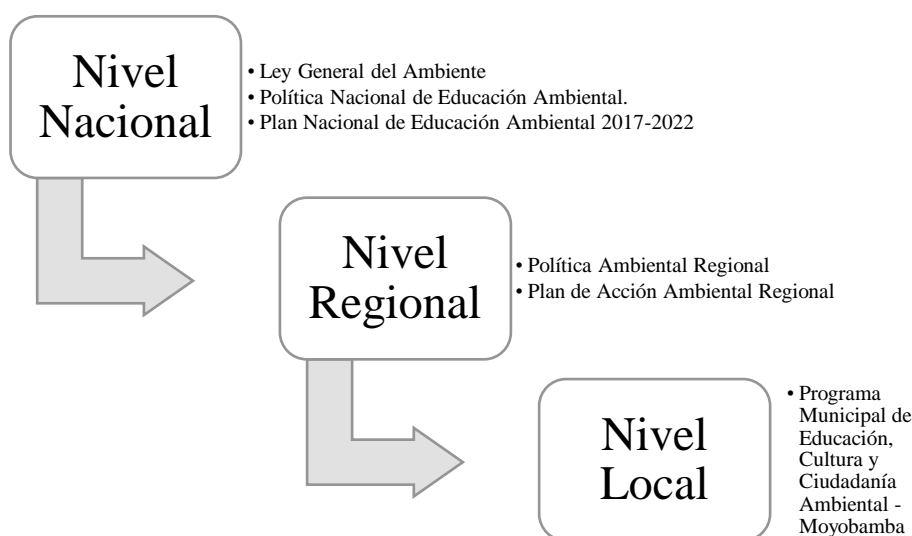 Nivel
Nacional
• Ley General del Ambiente
• Política Nacional de Educación Ambiental.
• Plan Nacional de Educación Ambiental 2017-2022
Nivel
Regional
• Política Ambiental Regional
• Plan de Acción Ambiental Regional
Nivel
Local
• Programa
Municipal de
Educación,
Cultura y
Ciudadanía
Ambiental -
Moyobamba